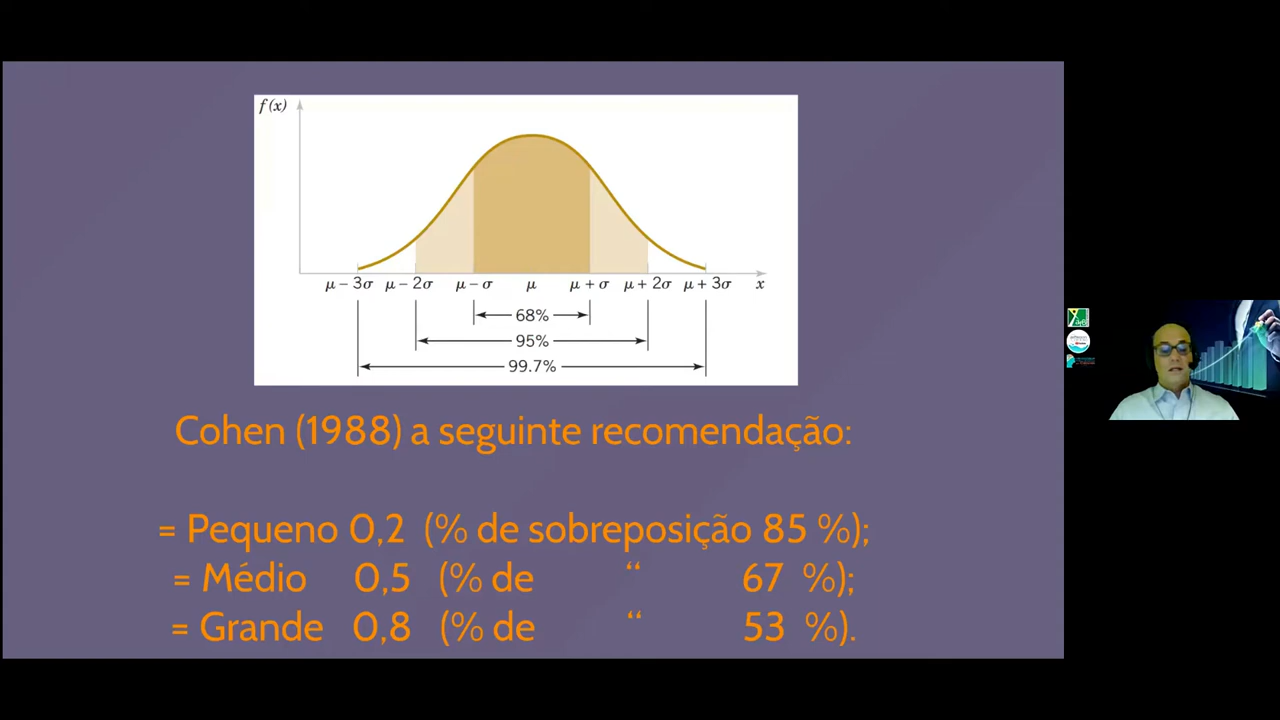 f(x)
μ − 3σ μ − 2σ μ − σ μ μ + σ μ + 2σ μ + 3σ x
68%
95%
99.7%
Cohen (1988) a seguinte recomendação:
= Pequeno 0,2 (% de sobreposição 85 %);
= Médio 0,5 (% de “ 67 %);
= Grande 0,8 (% de “ 53 %).